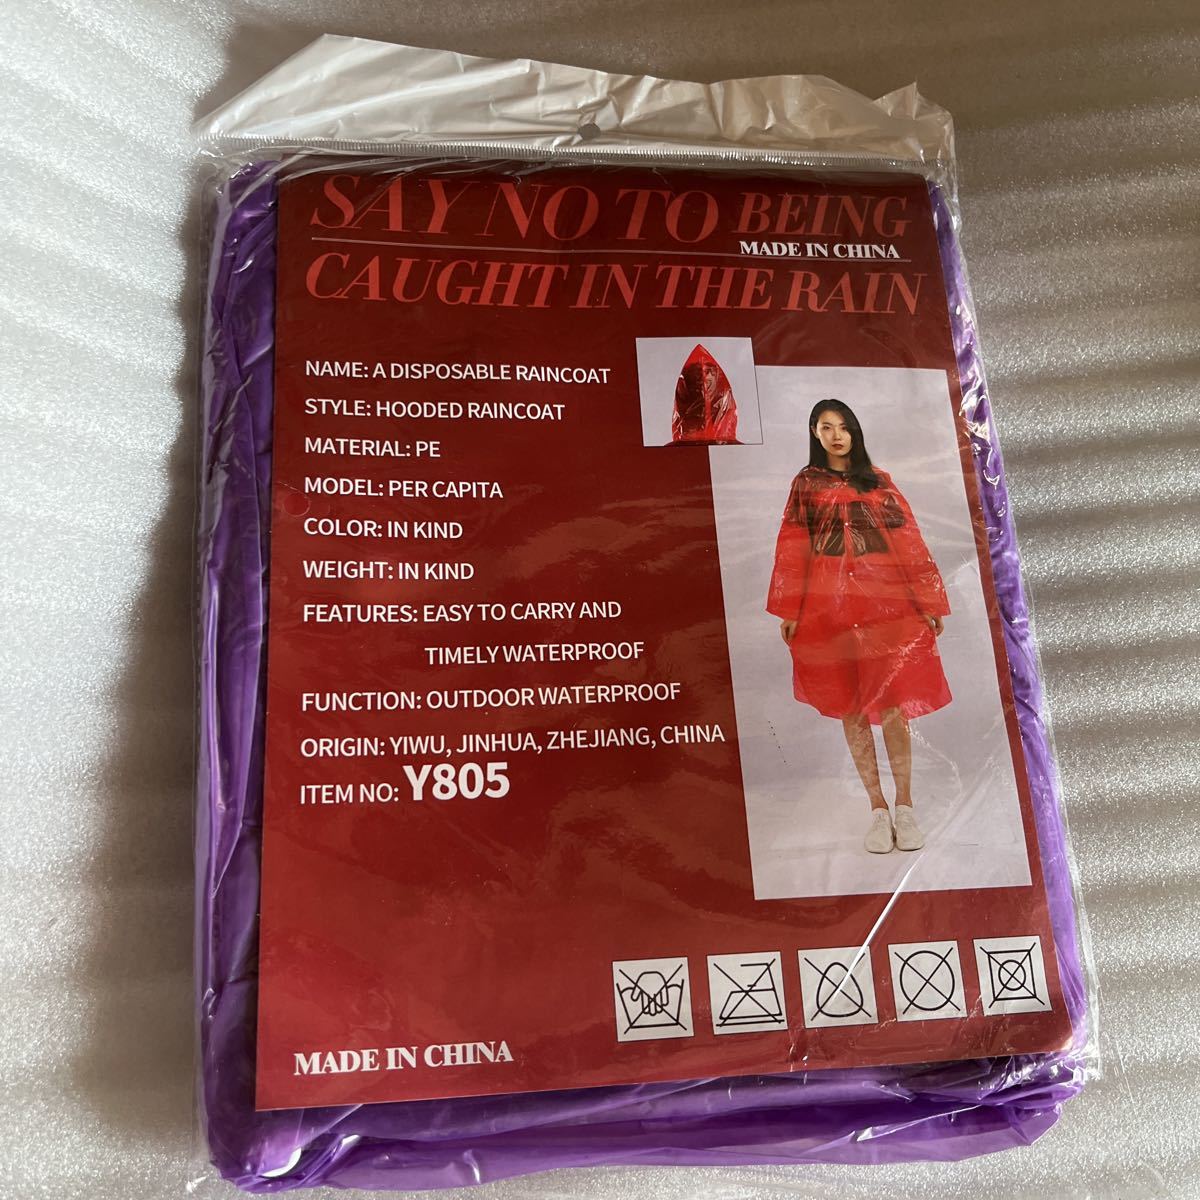 SAY NO TO BEING
MADE IN CHINA
CAUGHT IN THE RAIN
NAME: A DISPOSABLE RAINCOAT
STYLE: HOODED RAINCOAT
MATERIAL: PE
MODEL: PER CAPITA
COLOR: IN KIND
WEIGHT: IN KIND
FEATURES: EASY TO CARRY AND
TIMELY WATERPROOF
FUNCTION: OUTDOOR WATERPROOF
ORIGIN: YIWU, JINHUA, ZHEJIANG, CHINA
ITEM NO: Y805
MADE IN CHINA